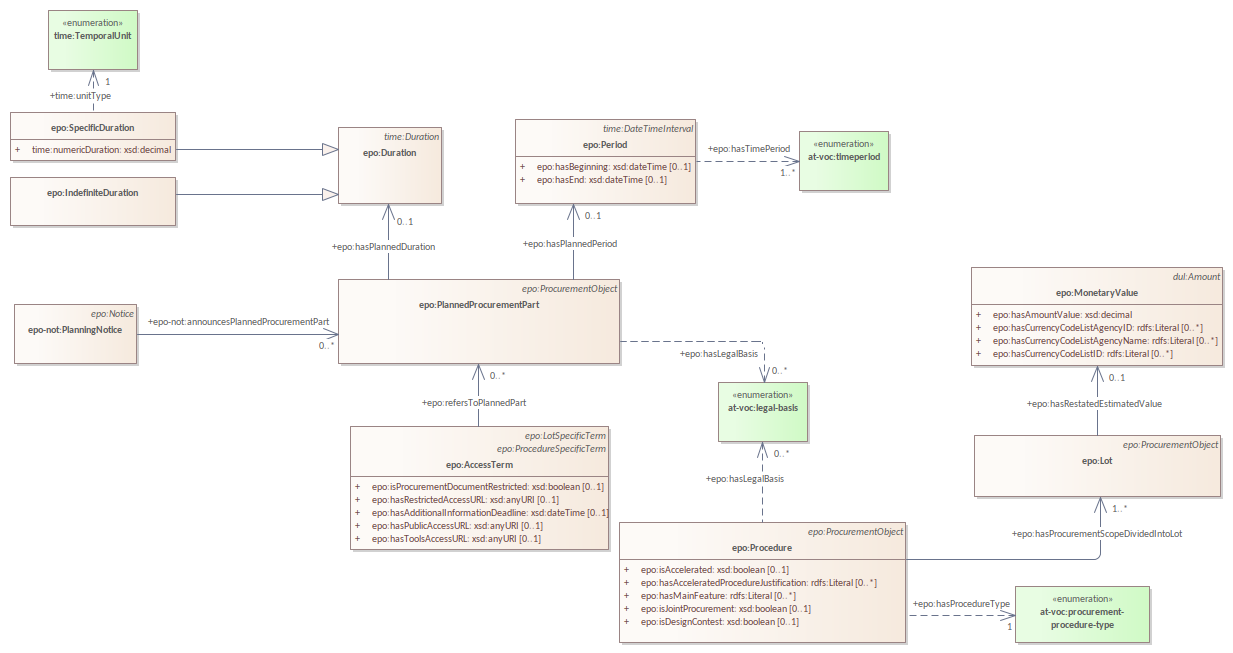 «enumeration»
time:TemporalUnit
1
+time:unitType
epo:SpecificDuration
+ time:numericDuration: xsd:decimal
epo:IndefiniteDuration
time:Duration
epo:Duration
0..1
+epo:hasPlannedDuration
time:DateTimeInterval
epo:Period
+ epo:hasBeginning: xsd:dateTime [0..1]
+ epo:hasEnd: xsd:dateTime [0..1]
+epo:hasTimePeriod
1..*
«enumeration»
at-voc:timeperiod
0..1
+epo:hasPlannedPeriod
epo:Notice
epo-not:PlanningNotice
+epo-not:announcesPlannedProcurementPart
0..*
epo:ProcurementObject
epo:PlannedProcurementPart
+epo:hasLegalBasis
0..*
«enumeration»
at-voc:legal-basis
0..*
+epo:hasLegalBasis
0..*
+epo:refersToPlannedPart
epo:LotSpecificTerm
epo:ProcedureSpecificTerm
epo:AccessTerm
+ epo:isProcurementDocumentRestricted: xsd:boolean [0..1]
+ epo:hasRestrictedAccessURL: xsd:anyURI [0..1]
+ epo:hasAdditionalInformationDeadline: xsd:dateTime [0..1]
+ epo:hasPublicAccessURL: xsd:anyURI [0..1]
+ epo:hasToolsAccessURL: xsd:anyURI [0..1]
dul:Amount
epo:MonetaryValue
+ epo:hasAmountValue: xsd:decimal
+ epo:hasCurrencyCodeListAgencyID: rdfs:Literal [0..*]
+ epo:hasCurrencyCodeListAgencyName: rdfs:Literal [0..*]
+ epo:hasCurrencyCodeListID: rdfs:Literal [0..*]
0..1
+epo:hasRestatedEstimatedValue
epo:ProcurementObject
epo:Lot
1..*
+epo:hasProcurementScopeDividedIntoLot
epo:ProcurementObject
epo:Procedure
+ epo:isAccelerated: xsd:boolean [0..1]
+ epo:hasAcceleratedProcedureJustification: rdfs:Literal [0..*]
+ epo:hasMainFeature: rdfs:Literal [0..*]
+ epo:isJointProcurement: xsd:boolean [0..1]
+ epo:isDesignContest: xsd:boolean [0..1]
+epo:hasProcedureType
1
«enumeration»
at-voc:procurement-
procedure-type